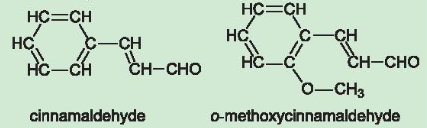 HC=CH
HC C—CH
HC—CH CH—CHO
cinnamaldehyde
HC=CH
HC C CH
HC C CH—CHO
O—CH₃
o-methoxycinnamaldehyde